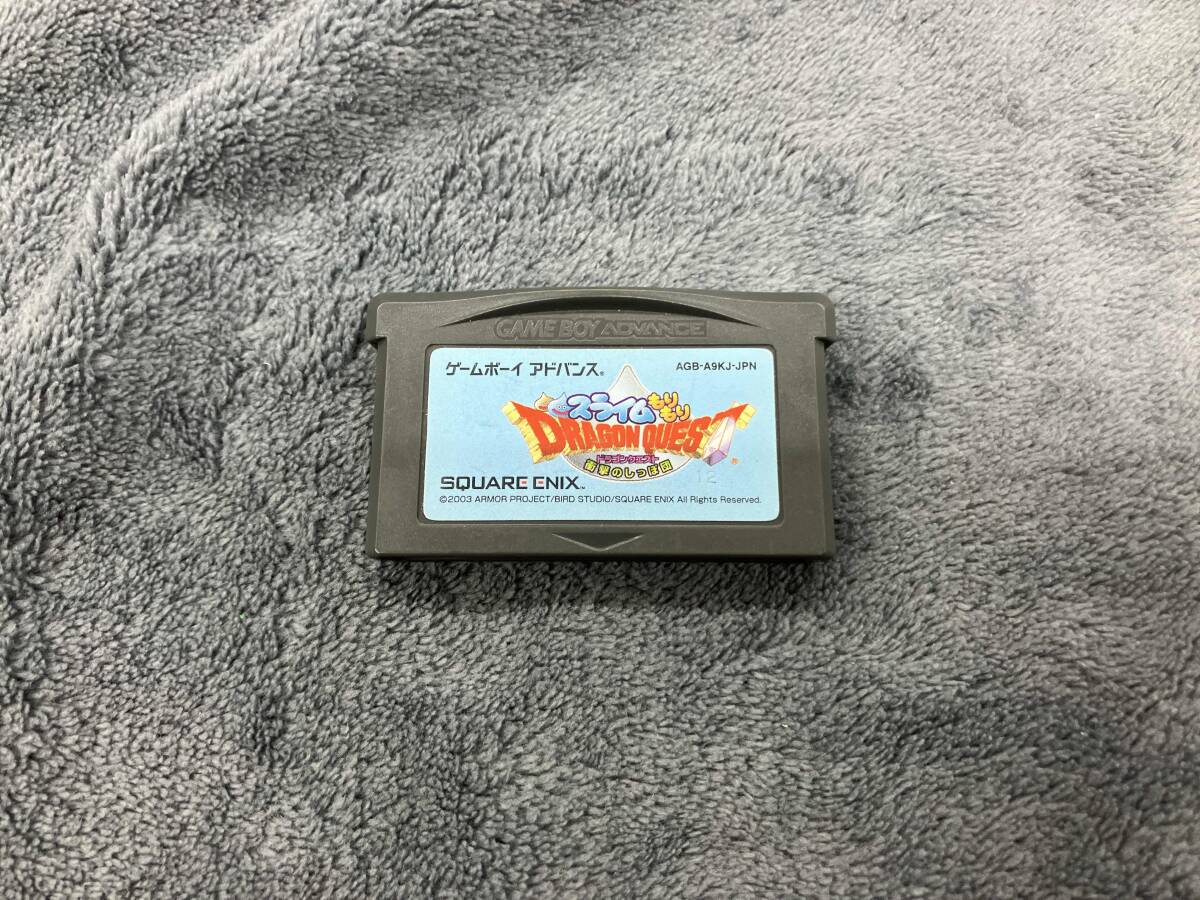 GAME BOY ADVANCE
ゲームボーイ アドバンス®
AGB-A9KJ-JPN
スライムもりもり
DRAGON QUEST®
ドラゴンクエスト
衝撃のしっぽ団
12
SQUARE ENIX™
©2003 ARMOR PROJECT/BIRD STUDIO/SQUARE ENIX All Rights Reserved.